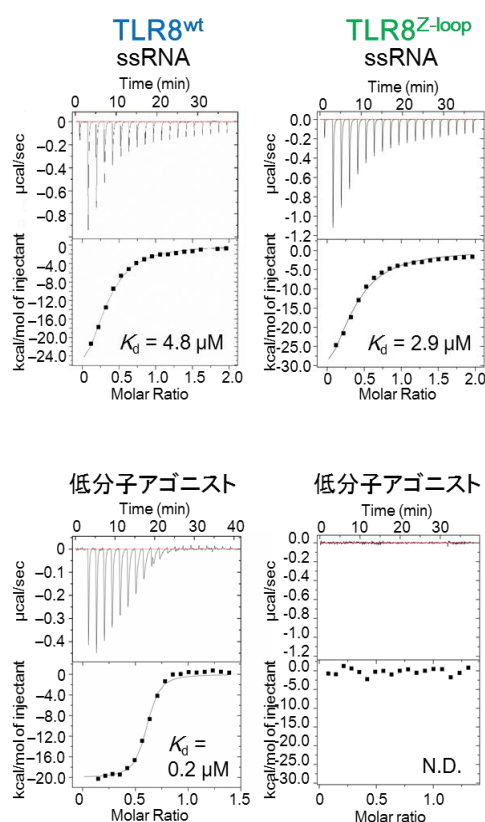 TLR8wt
ssRNA
Time (min)
0 10 20 30
0
−0.2
−0.4
−0.6
−0.8
µcal/sec
0
−4.0
−8.0
−12.0
−16.0
−20.0
−24.0
kcal/mol of injectant
Kd = 4.8 µM
0 0.5 1.0 1.5 2.0
Molar Ratio
TLR8Z-loop
ssRNA
Time (min)
0 10 20 30
0.0
-0.2
-0.4
-0.6
-0.8
-1.0
-1.2
µcal/sec
0.0
-5.0
-10.0
-15.0
-20.0
-25.0
-30.0
kcal/mol of injectant
Kd = 2.9 µM
0 0.5 1.0 1.5 2.0
Molar Ratio
低分子アゴニスト
Time (min)
0 10 20 30 40
0
−0.1
−0.2
−0.3
−0.4
µcal/sec
0
−4.0
−8.0
−12.0
−16.0
−20.0
kcal/mol of injectant
Kd =
0.2 µM
0 0.5 1.0 1.5
Molar Ratio
低分子アゴニスト
Time (min)
0 10 20 30
0.0
-0.2
-0.4
-0.6
-0.8
-1.0
-1.2
µcal/sec
0.0
-5.0
-10.0
-15.0
-20.0
-25.0
-30.0
kcal/mol of injectant
N.D.
0 0.5 1.0
Molar ratio